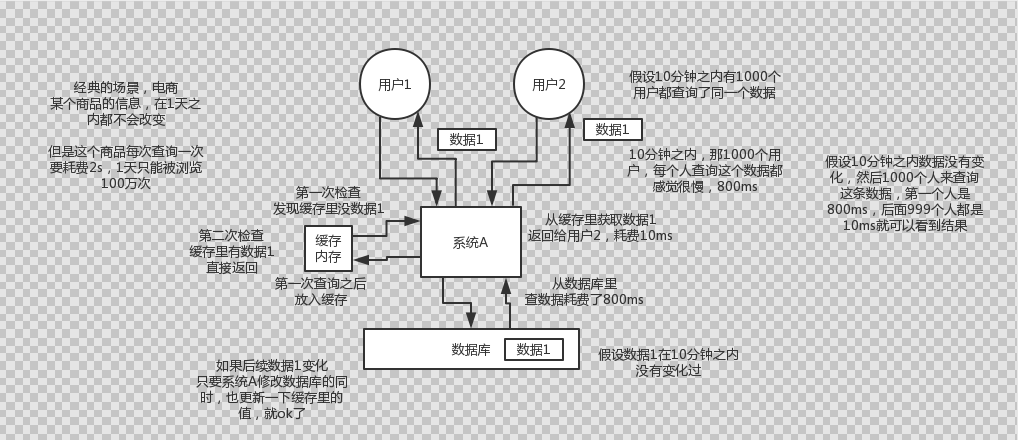 经典的场景，电商
某个商品的信息，在1天之
内都不会改变
但是这个商品每次查询一次
要耗费2s，1天只能被浏览
100万次
用户1
用户2
数据1
数据1
假设10分钟之内有1000个
用户都查询了同一个数据
10分钟之内，那1000个用
户，每个人查询这个数据都
感觉很慢，800ms
假设10分钟之内数据没有变
化，然后1000个人来查询
这条数据，第一个人是
800ms，后面999个人都是
10ms就可以看到结果
第一次检查
发现缓存里没数据1
第二次检查
缓存里有数据1
直接返回
缓存
内存
系统A
从缓存里获取数据1
返回给用户2，耗费10ms
第一次查询之后
放入缓存
从数据库里
查数据耗费了800ms
数据库
数据1
假设数据1在10分钟之内
没有变化过
如果后续数据1变化
只要系统A修改数据库的同
时，也更新一下缓存里的
值，就ok了